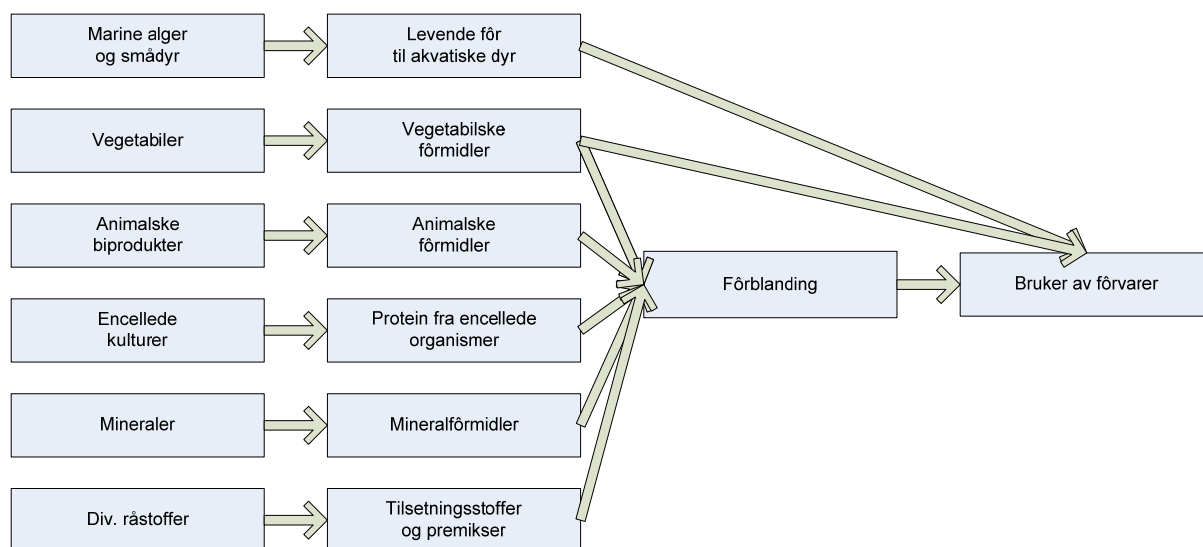 Marine alger
og smådyr
Levende fôr
til akvatiske dyr
Vegetabiler
Vegetabilske
fôrmidler
Animalske
biprodukter
Animalske
fôrmidler
Fôrblanding
Bruker av fôrvarer
Encellede
kulturer
Protein fra encellede
organismer
Mineraler
Mineralfôrmidler
Div. råstoffer
Tilsetningsstoffer
og premikser